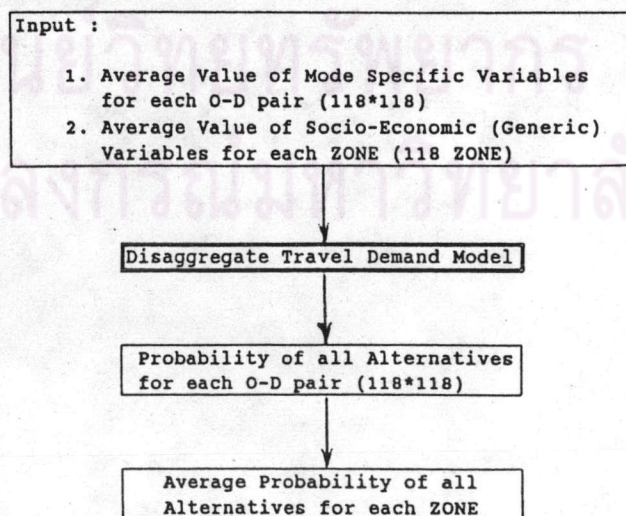 Input :
1. Average Value of Mode Specific Variables
for each O-D pair (118*118)
2. Average Value of Socio-Economic (Generic)
Variables for each ZONE (118 ZONE)
Disaggregate Travel Demand Model
Probability of all Alternatives
for each O-D pair (118*118)
Average Probability of all
Alternatives for each ZONE